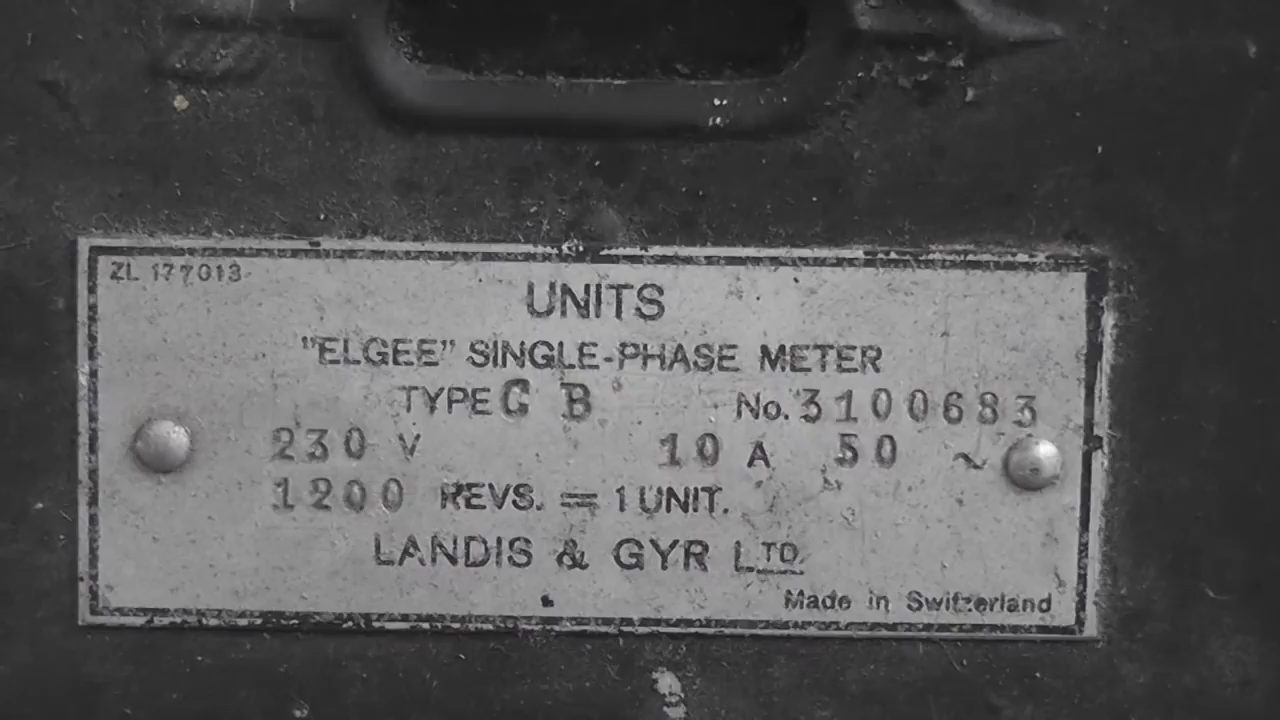 ZL 177013
UNITS
"ELGEE" SINGLE-PHASE METER
TYPE C B No. 3100683
230 V 10 A 50 ~
1200 REVS. = 1 UNIT.
LANDIS & GYR LTD.
Made in Switzerland